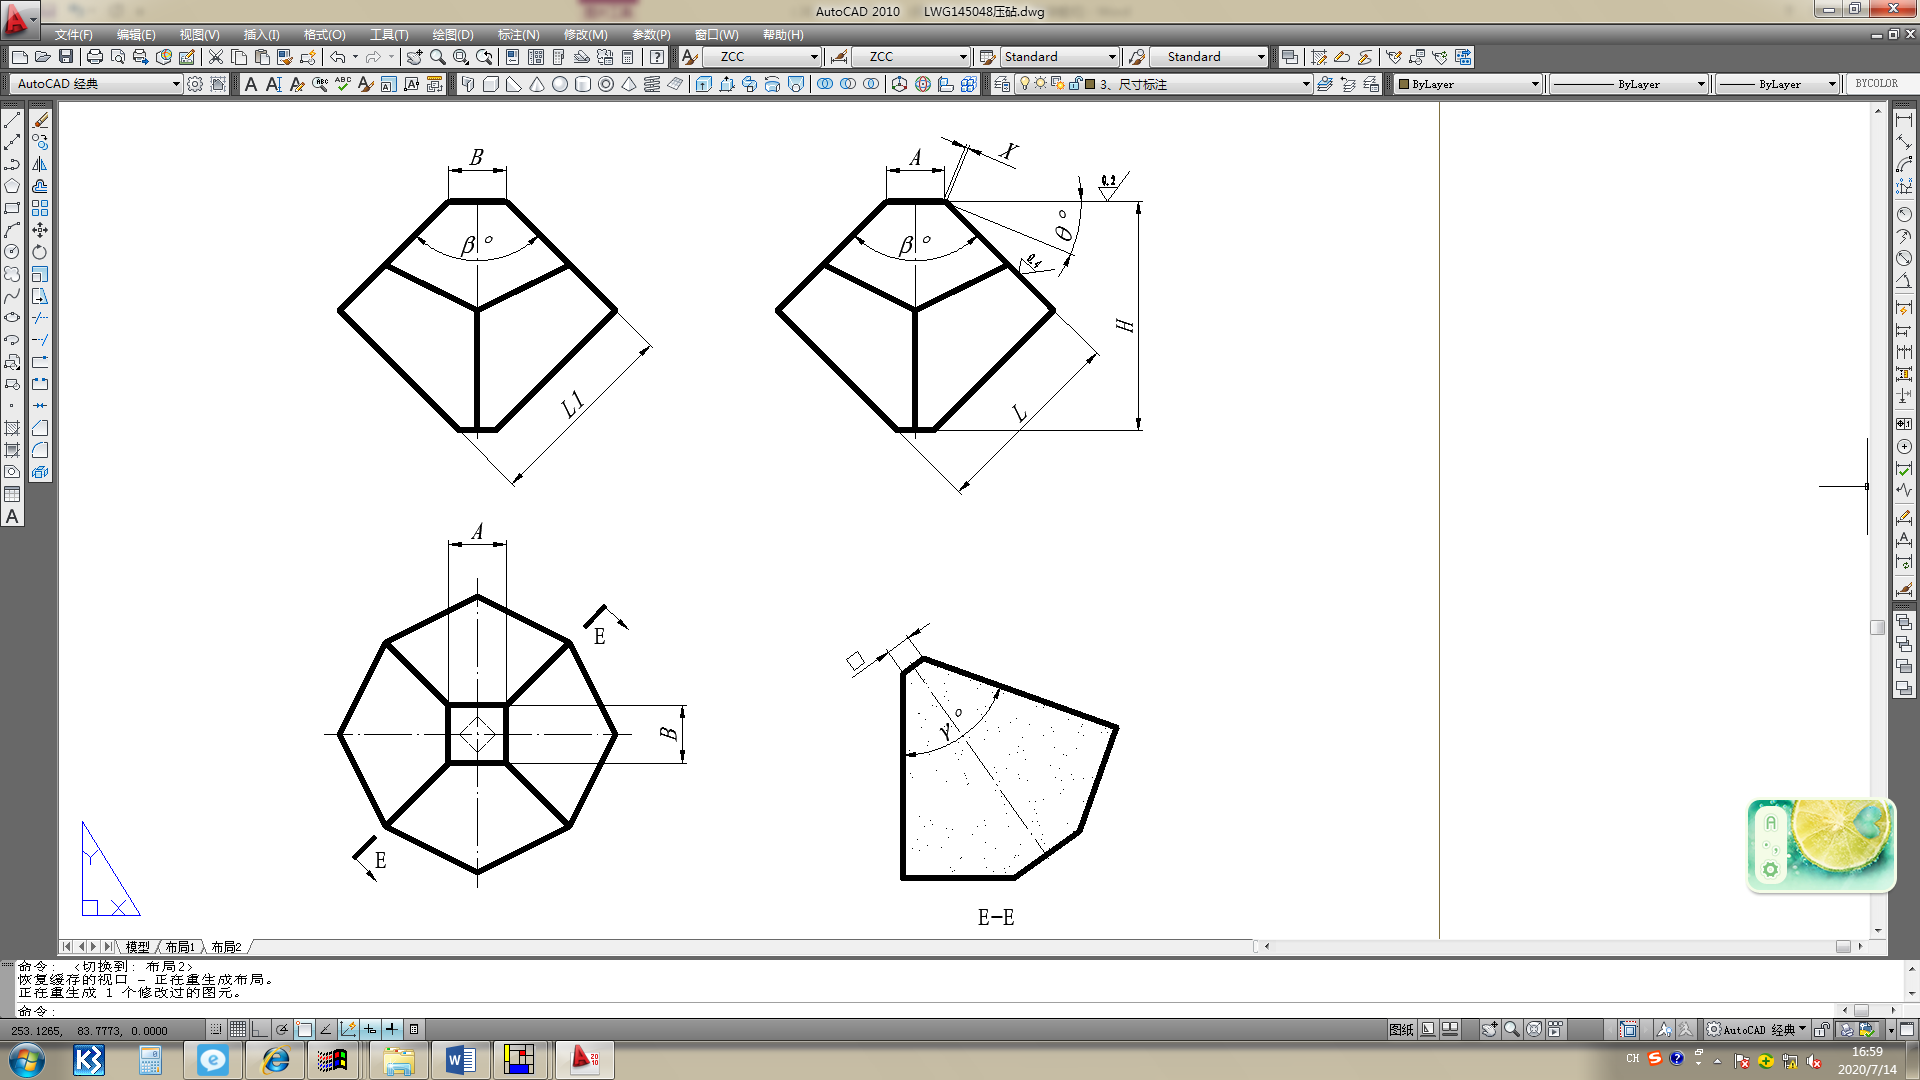 AutoCAD 2010 LWG145048压砧.dwg
文件(F) 编辑(E) 视图(V) 插入(I) 格式(O) 工具(T) 绘图(D) 标注(N) 修改(M) 参数(P) 窗口(W) 帮助(H)
ZCC ZCC Standard Standard
AutoCAD 经典 3、尺寸标注 ByLayer ByLayer ByLayer BYCOLOR
B
β°
L1
A
X
0.2
θ°
β°
0.4
H
L
A
E
B
E
□
γ°
E-E
Y
X
模型 布局1 布局2
命令: <切换到: 布局2>
恢复缓存的视口 - 正在重生成布局。
正在重生成 1 个修改过的图元。
命令:
253.1265, 83.7773, 0.0000 图纸 AutoCAD 经典
CH 16:59
2020/7/14